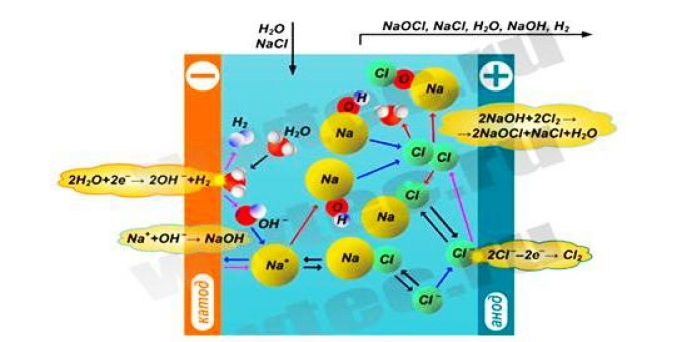 H₂O
NaCl
NaOCl, NaCl, H₂O, NaOH, H₂
−
+
Cl
O
Na
H
O
Na
H₂
H₂O
2NaOH+2Cl₂→
→2NaOCl+NaCl+H₂O
Cl
Cl
2H₂O+2e⁻→ 2OH⁻+H₂
Na
Cl
O
H
Na
OH⁻
Na⁺+OH⁻→ NaOH
Na⁺
Na
Cl
Cl
2Cl⁻–2e⁻→ Cl₂
Cl⁻
катод
анод